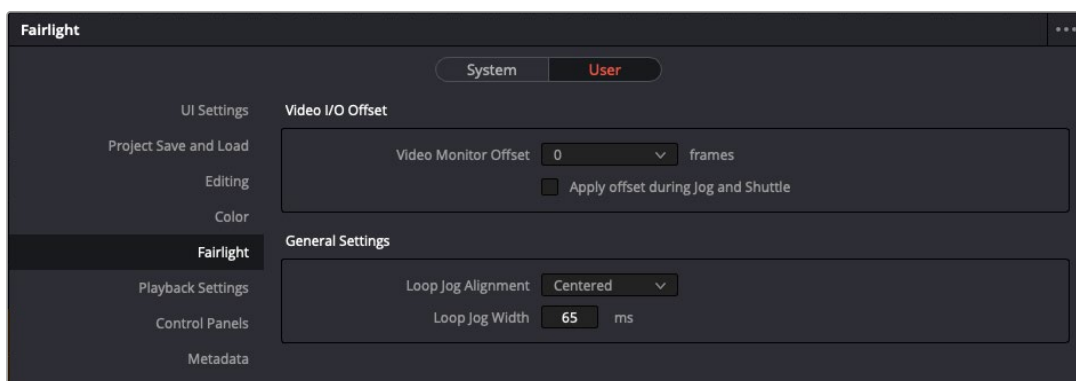 Fairlight
System User
UI Settings
Project Save and Load
Editing
Color
Fairlight
Playback Settings
Control Panels
Metadata
Video I/O Offset
Video Monitor Offset 0 frames
Apply offset during Jog and Shuttle
General Settings
Loop Jog Alignment Centered
Loop Jog Width 65 ms